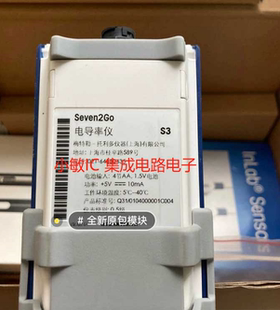 Seven2Go
电导率仪 S3
梅特勒-托利多仪器(上海)有限公司
地址:上海市桂平路589号
小敏IC 集成电路电子
电池输入: 4节AA, 1.5V电池
功率: +5V 10mA
工作环境温度: 5℃-40℃
产品标准号: Q31/0104000001C004
# 全新原包模块
InLab Sensors